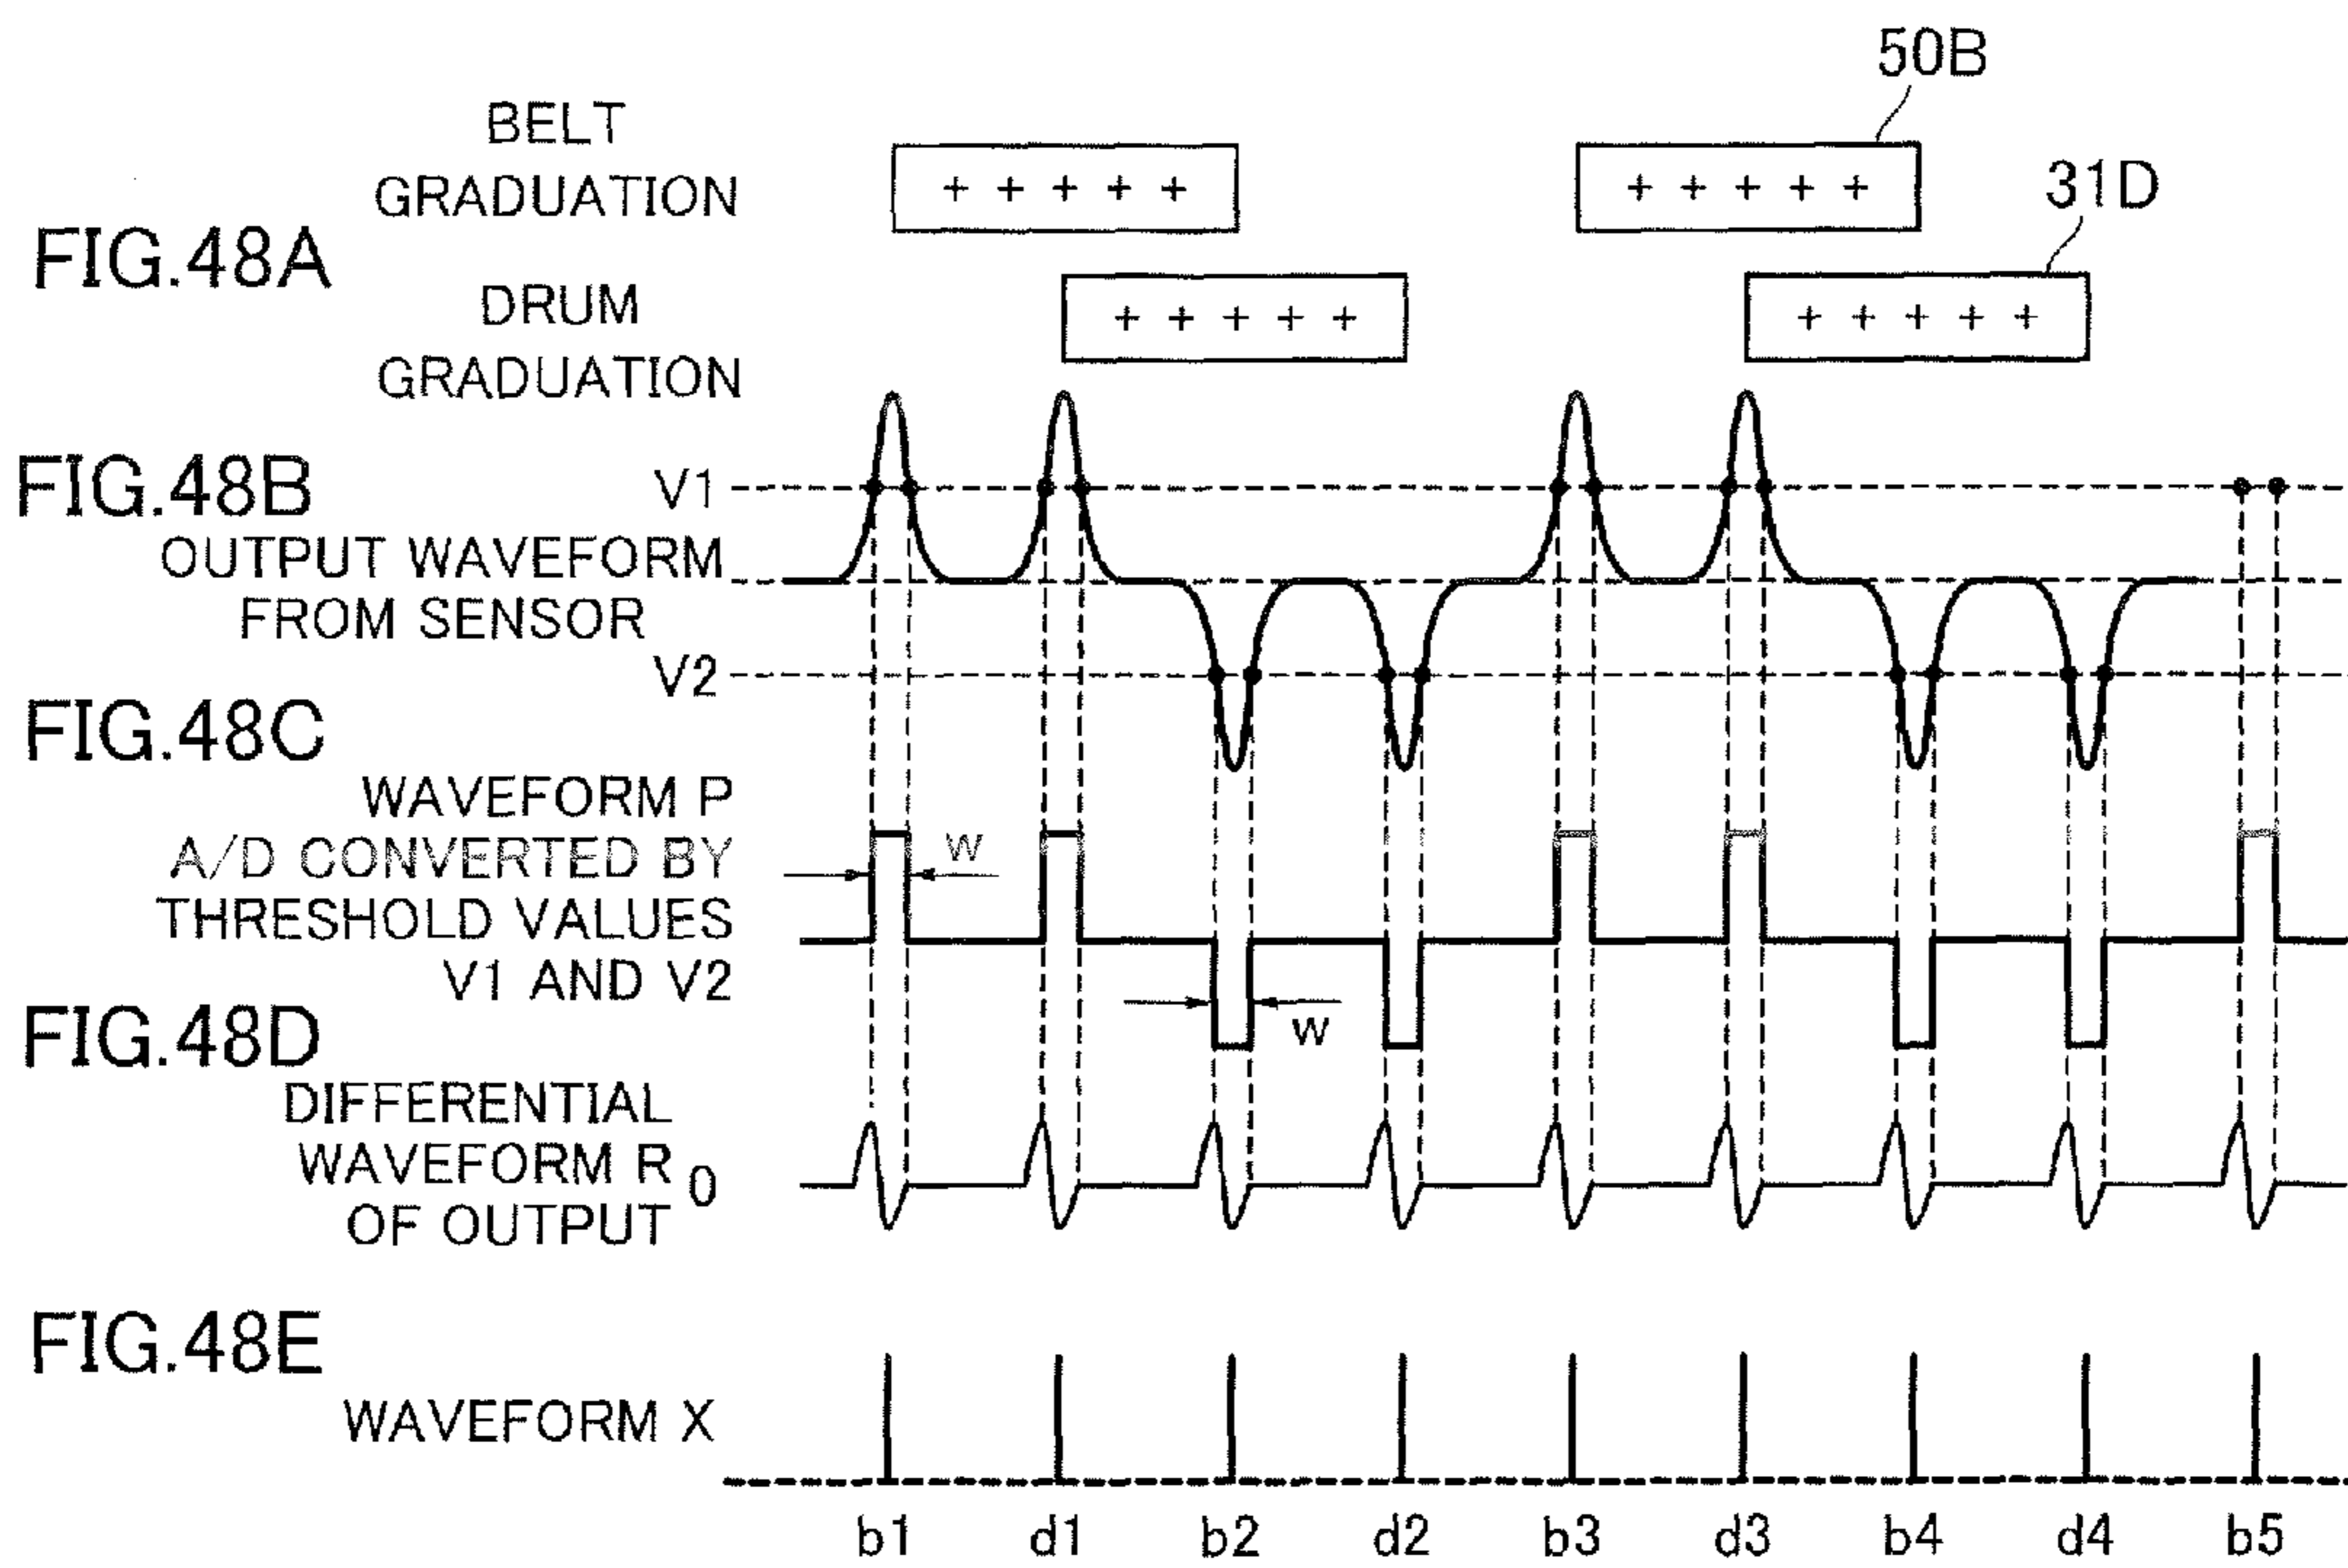 50B
BELT
GRADUATION
+ + + + +
+ + + + +
31D
FIG.48A
DRUM
GRADUATION
+ + + + +
+ + + + +
FIG.48B
V1
OUTPUT WAVEFORM
FROM SENSOR
V2
FIG.48C
WAVEFORM P
A/D CONVERTED BY
THRESHOLD VALUES
V1 AND V2
W
W
FIG.48D
DIFFERENTIAL
WAVEFORM R
OF OUTPUT
0
FIG.48E
WAVEFORM X
b1 d1 b2 d2 b3 d3 b4 d4 b5